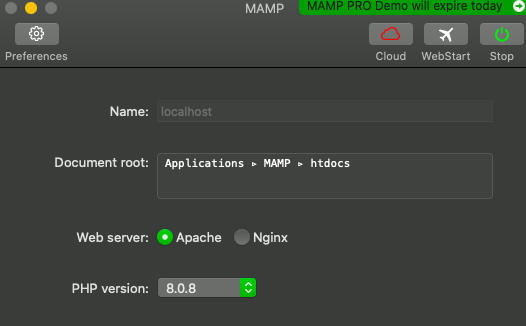 MAMP
MAMP PRO Demo will expire today
Preferences
Cloud
WebStart
Stop
Name: localhost
Document root: Applications ▸ MAMP ▸ htdocs
Web server: Apache Nginx
PHP version: 8.0.8